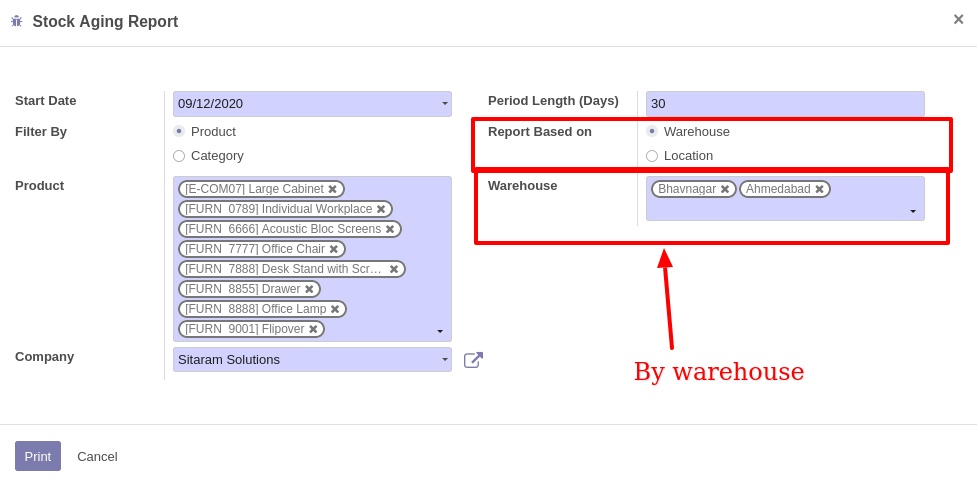 Stock Aging Report ×
Start Date 09/12/2020
Filter By Product
Category
Product [E-COM07] Large Cabinet ✖
[FURN_0789] Individual Workplace ✖
[FURN_6666] Acoustic Bloc Screens ✖
[FURN_7777] Office Chair ✖
[FURN_7888] Desk Stand with Scr... ✖
[FURN_8855] Drawer ✖
[FURN_8888] Office Lamp ✖
[FURN_9001] Flipover ✖
Company Sitaram Solutions
Period Length (Days) 30
Report Based on Warehouse
Location
Warehouse Bhavnagar ✖ Ahmedabad ✖
By warehouse
Print Cancel